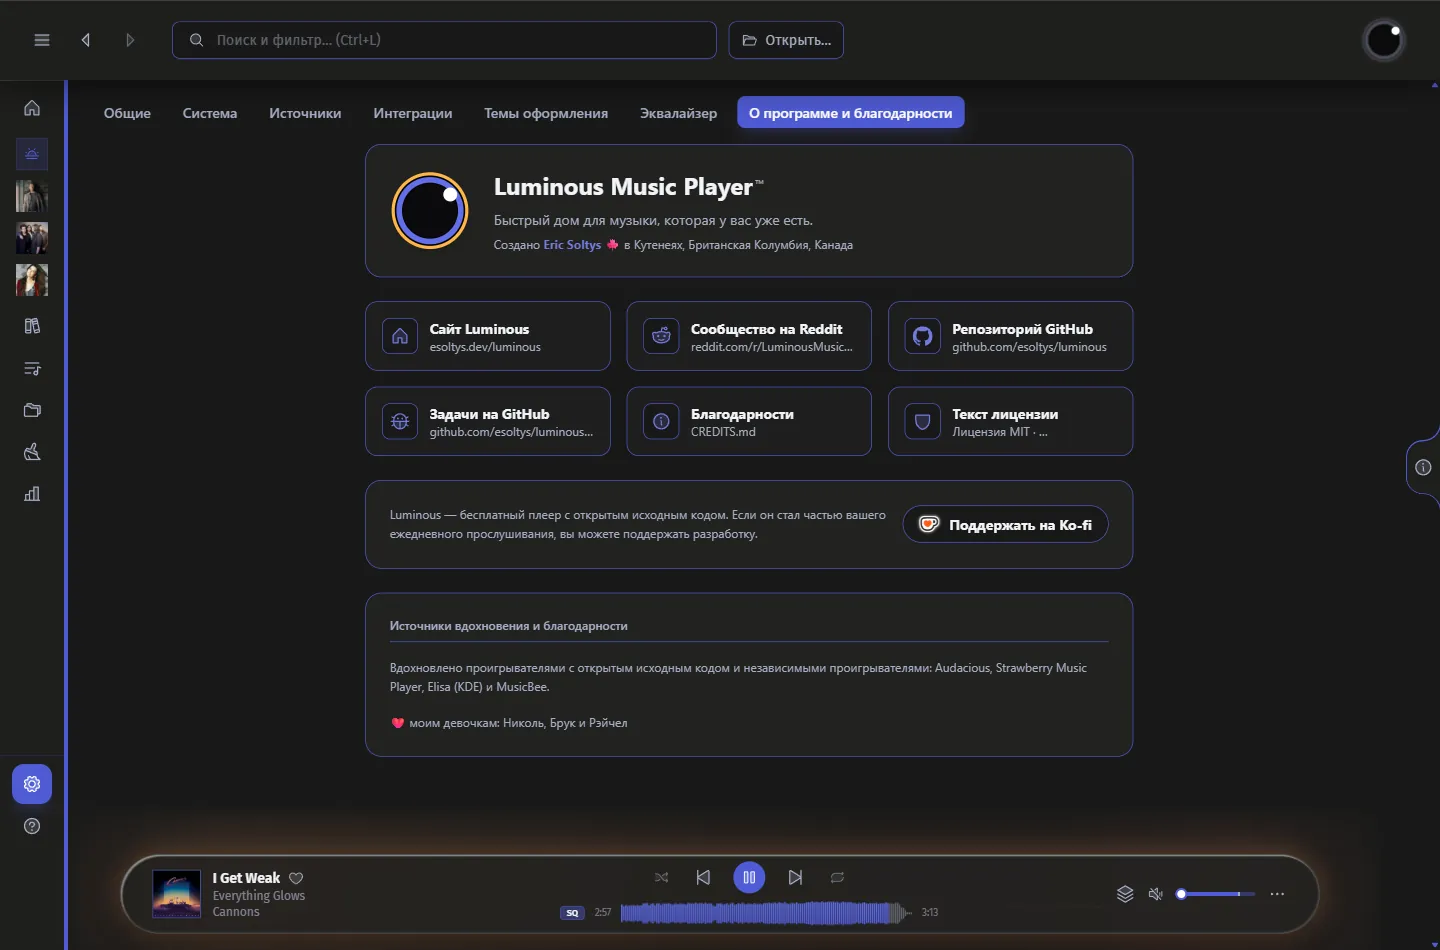 Поиск и фильтр... (Ctrl+L)
Открыть...
Общие
Система
Источники
Интеграции
Темы оформления
Эквалайзер
О программе и благодарности
Luminous Music Player™
Быстрый дом для музыки, которая у вас уже есть.
Создано Eric Soltys 🍁 в Кутенеях, Британская Колумбия, Канада
Сайт Luminous
esoltys.dev/luminous
Сообщество на Reddit
reddit.com/r/LuminousMusic...
Репозиторий GitHub
github.com/esoltys/luminous
Задачи на GitHub
github.com/esoltys/luminous...
Благодарности
CREDITS.md
Текст лицензии
Лицензия MIT · ...
Luminous — бесплатный плеер с открытым исходным кодом. Если он стал частью вашего
ежедневного прослушивания, вы можете поддержать разработку.
Поддержать на Ko-fi
Источники вдохновения и благодарности
Вдохновлено проигрывателями с открытым исходным кодом и независимыми проигрывателями: Audacious, Strawberry Music
Player, Elisa (KDE) и MusicBee.
❤ моим девочкам: Николь, Брук и Рэйчел
I Get Weak
Everything Glows
Cannons
SQ
2:57
3:13